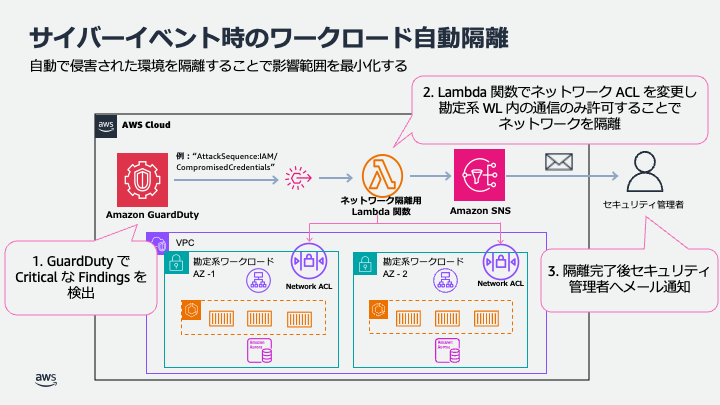 サイバーイベント時のワークロード自動隔離
自動で侵害された環境を隔離することで影響範囲を最小化する
2. Lambda 関数でネットワーク ACL を変更し
勘定系 WL 内の通信のみ許可することで
ネットワークを隔離
aws
AWS Cloud
例：“AttackSequence:IAM/
CompromisedCredentials”
Amazon GuardDuty
ネットワーク隔離用
Lambda 関数
Amazon SNS
セキュリティ管理者
1. GuardDuty で
Critical な Findings を
検出
3. 隔離完了後セキュリティ
管理者へメール通知
VPC
勘定系ワークロード
AZ -1
Network ACL
勘定系ワークロード
AZ - 2
Network ACL
Amazon
Aurora
Amazon
Aurora
aws